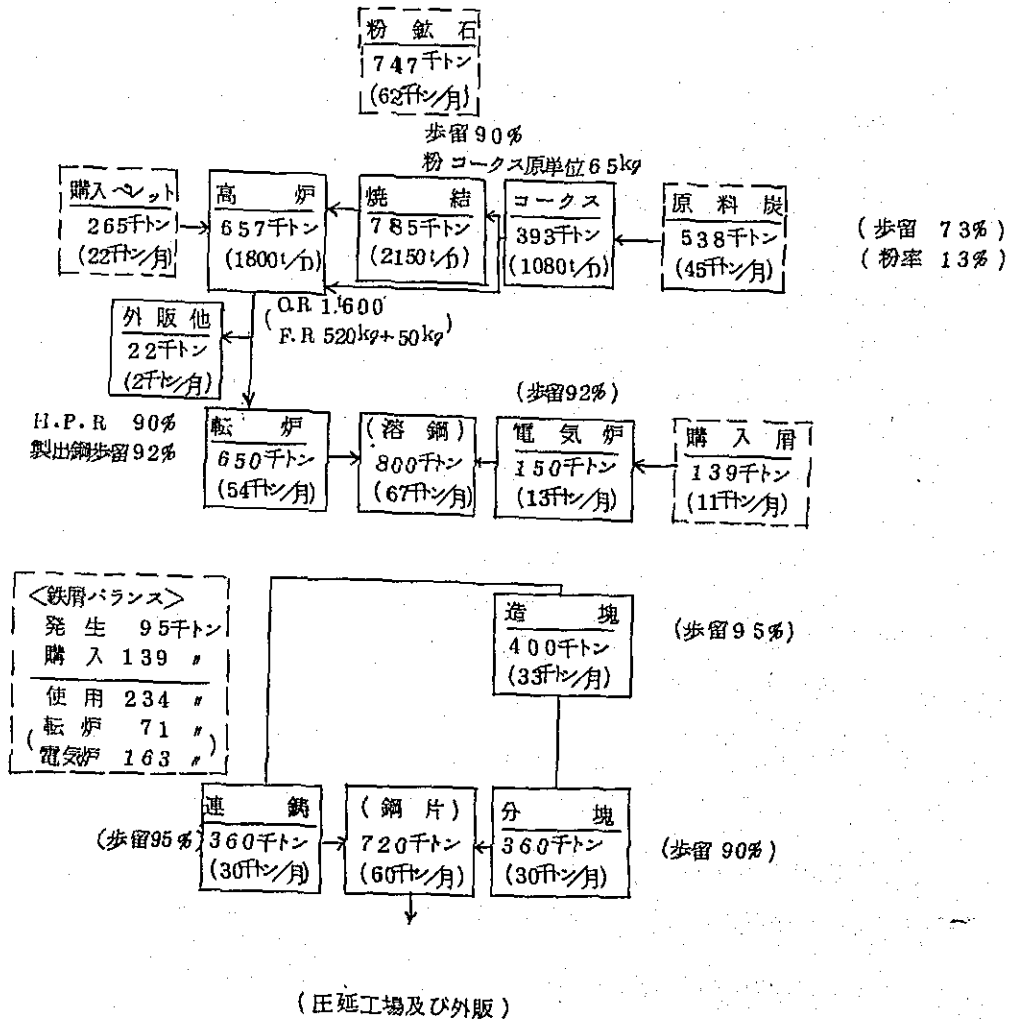 粉鉱石
747千トン
(62千トン/月)
歩留90%
粉コークス原単位65kg
購入ペレット
265千トン
(22千トン/月)
高炉
657千トン
(1800t/D)
焼結
785千トン
(2150t/D)
コークス
393千トン
(1080t/D)
原料炭
538千トン
(45千トン/月)
(歩留 73%)
(粉率 13%)
(O.R 1.t600
F.R 520kg+50kg)
外販他
22千トン
(2千トン/月)
H.P.R 90%
製出鋼歩留92%
転炉
650千トン
(54千トン/月)
(溶鋼)
800千トン
(67千トン/月)
(歩留92%)
電気炉
150千トン
(13千トン/月)
購入屑
139千トン
(11千トン/月)
<鉄屑バランス>
発生 95千トン
購入 139 〃
使用 234 〃
(転炉 71 〃
電気炉 163 〃)
造塊
400千トン
(33千トン/月)
(歩留95%)
(歩留95%)
連鋳
360千トン
(30千トン/月)
(鋼片)
720千トン
(60千トン/月)
分塊
360千トン
(30千トン/月)
(歩留90%)
(圧延工場及び外販)